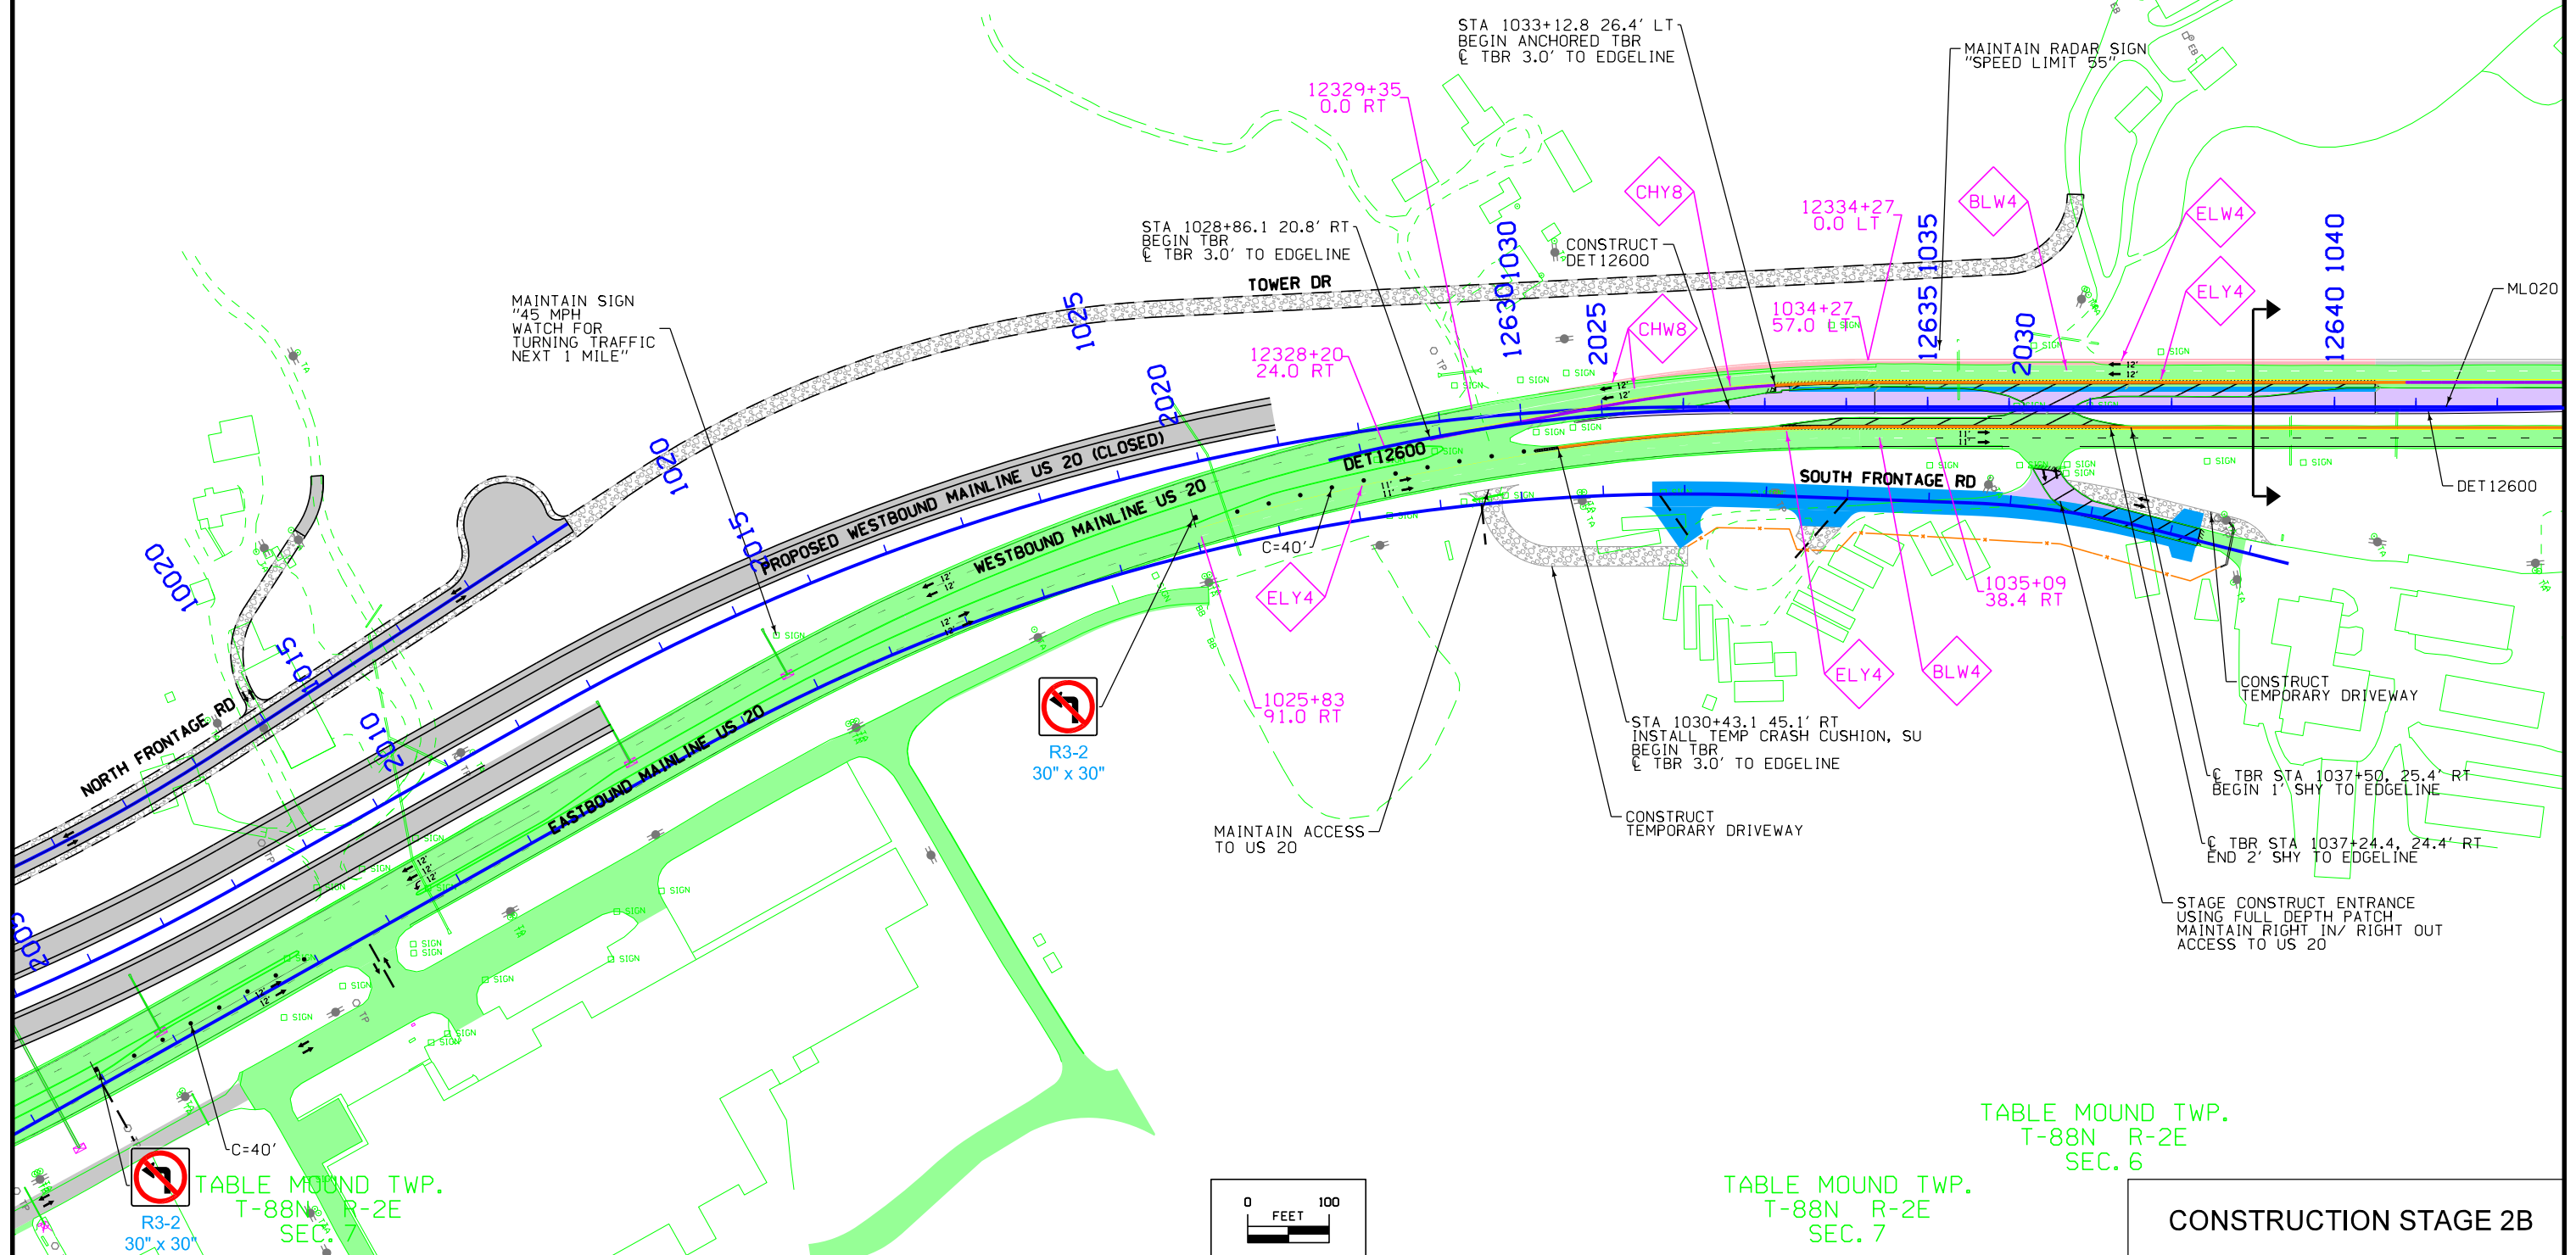 STA 1033+12.8 26.4' LT
BEGIN ANCHORED TBR
℄ TBR 3.0' TO EDGELINE
MAINTAIN RADAR SIGN
"SPEED LIMIT 55"
12329+35
0.0 RT
STA 1028+86.1 20.8' RT
BEGIN TBR
℄ TBR 3.0' TO EDGELINE
CONSTRUCT
DET12600
CHY8
12334+27
0.0 LT
BLW4
ELW4
ELY4
TOWER DR
1034+27
57.0 LT
CHW8
12328+20
24.0 RT
MAINTAIN SIGN
"45 MPH
WATCH FOR
TURNING TRAFFIC
NEXT 1 MILE"
ML020
12630 1030
12635 1035
12640 1040
2025
2030
1025
2020
1020
2015
10020
1015
2010
2005
PROPOSED WESTBOUND MAINLINE US 20 (CLOSED)
WESTBOUND MAINLINE US 20
EASTBOUND MAINLINE US 20
NORTH FRONTAGE RD
SOUTH FRONTAGE RD
DET12600
DET12600
C=40'
ELY4
1025+83
91.0 RT
1035+09
38.4 RT
ELY4
BLW4
R3-2
30" x 30"
STA 1030+43.1 45.1' RT
INSTALL TEMP CRASH CUSHION, SU
BEGIN TBR
℄ TBR 3.0' TO EDGELINE
CONSTRUCT
TEMPORARY DRIVEWAY
MAINTAIN ACCESS
TO US 20
CONSTRUCT
TEMPORARY DRIVEWAY
℄ TBR STA 1037+50, 25.4' RT
BEGIN 1' SHY TO EDGELINE
℄ TBR STA 1037+24.4, 24.4' RT
END 2' SHY TO EDGELINE
STAGE CONSTRUCT ENTRANCE
USING FULL DEPTH PATCH
MAINTAIN RIGHT IN/ RIGHT OUT
ACCESS TO US 20
C=40'
R3-2
30" x 30"
TABLE MOUND TWP.
T-88N R-2E
SEC. 7
TABLE MOUND TWP.
T-88N R-2E
SEC. 7
TABLE MOUND TWP.
T-88N R-2E
SEC. 6
0 100
FEET
CONSTRUCTION STAGE 2B